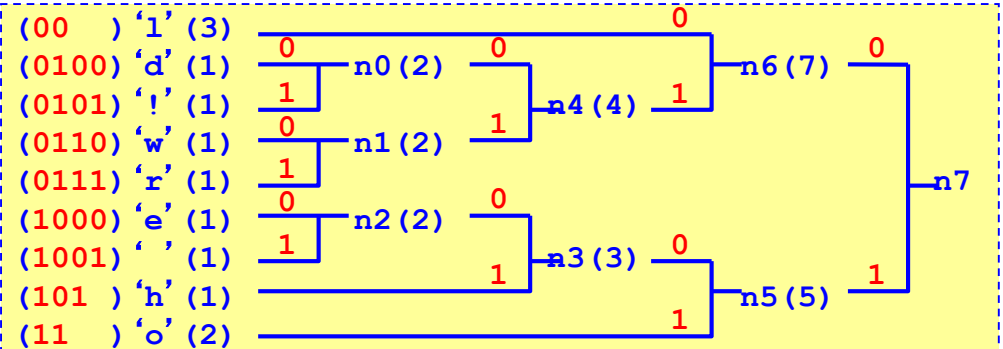 (00   )‘l’(3) 0
(0100)‘d’(1) 0 n0(2) 0 n6(7) 0
(0101)‘!’(1) 1 n4(4) 1
(0110)‘w’(1) 0 n1(2) 1
(0111)‘r’(1) 1 n7
(1000)‘e’(1) 0 n2(2) 0
(1001)‘ ’(1) 1 n3(3) 0
(101 )‘h’(1) 1 n5(5) 1
(11  )‘o’(2) 1